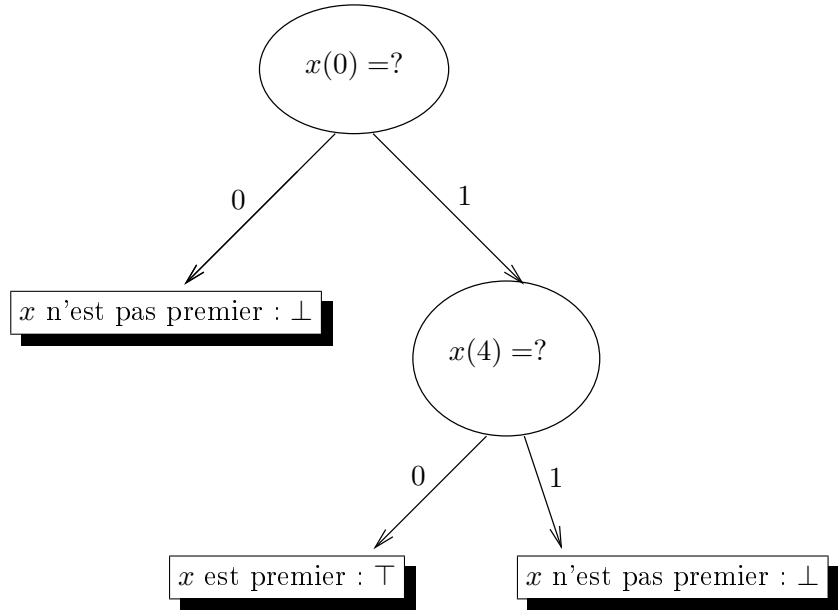 x(0) =?
0
1
x n'est pas premier : ⊥
x(4) =?
0
1
x est premier : ⊤
x n'est pas premier : ⊥